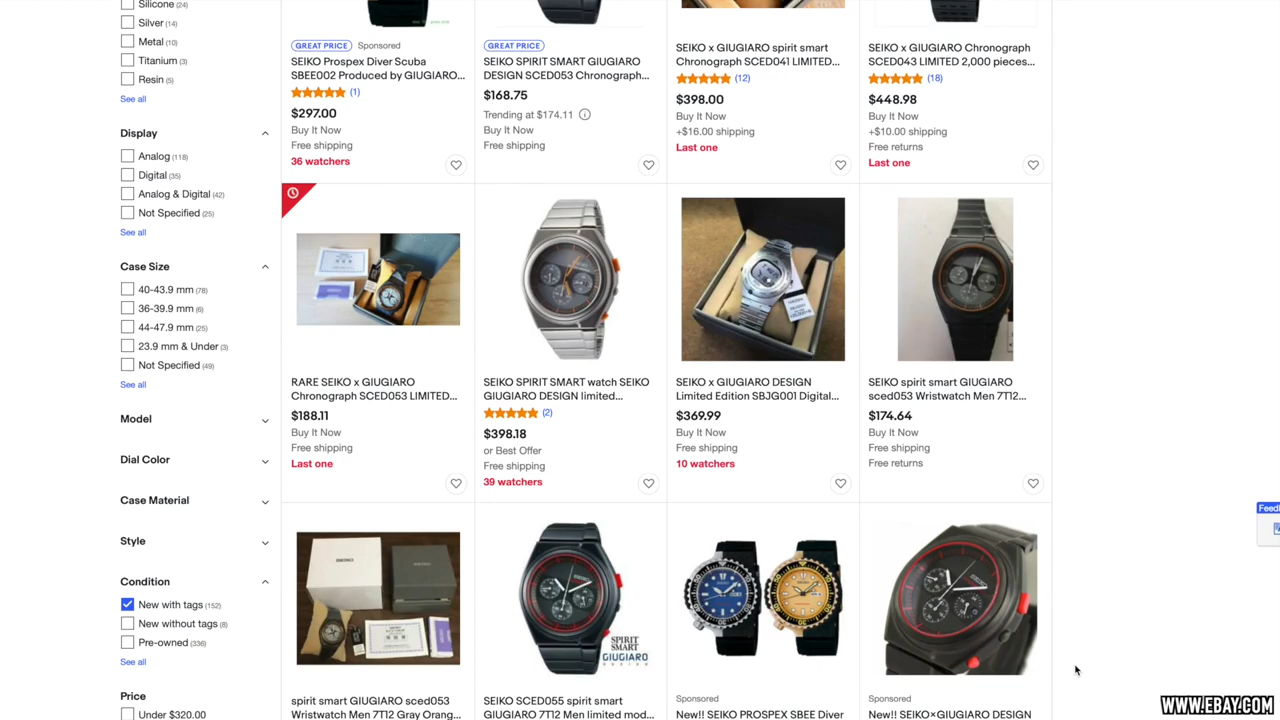 Silicone (24)
Silver (14)
Metal (10)
Titanium (3)
Resin (5)
See all
Display
Analog (118)
Digital (35)
Analog & Digital (42)
Not Specified (25)
See all
Case Size
40-43.9 mm (78)
36-39.9 mm (6)
44-47.9 mm (25)
23.9 mm & Under (3)
Not Specified (49)
See all
Model
Dial Color
Case Material
Style
Condition
New with tags (152)
New without tags (8)
Pre-owned (336)
See all
Price
Under $320.00
GREAT PRICE Sponsored
SEIKO Prospex Diver Scuba
SBEE002 Produced by GIUGIARO...
(1)
$297.00
Buy It Now
Free shipping
36 watchers
GREAT PRICE
SEIKO SPIRIT SMART GIUGIARO
DESIGN SCED053 Chronograph...
$168.75
Trending at $174.11
Buy It Now
Free shipping
SEIKO x GIUGIARO spirit smart
Chronograph SCED041 LIMITED...
(12)
$398.00
Buy It Now
+$16.00 shipping
Last one
SEIKO x GIUGIARO Chronograph
SCED043 LIMITED 2,000 pieces...
(18)
$448.98
Buy It Now
+$10.00 shipping
Free returns
Last one
RARE SEIKO x GIUGIARO
Chronograph SCED053 LIMITED...
$188.11
Buy It Now
Free shipping
Last one
SEIKO SPIRIT SMART watch SEIKO
GIUGIARO DESIGN limited...
(2)
$398.18
or Best Offer
Free shipping
39 watchers
SEIKO x GIUGIARO DESIGN
Limited Edition SBJG001 Digital...
$369.99
Buy It Now
Free shipping
10 watchers
SEIKO spirit smart GIUGIARO
sced053 Wristwatch Men 7T12...
$174.64
Buy It Now
Free shipping
Free returns
spirit smart GIUGIARO sced053
Wristwatch Men 7T12 Gray Orang...
SPIRIT
SMART
GIUGIARO
DESIGN
SEIKO SCED055 spirit smart
GIUGIARO 7T12 Men limited mod...
Sponsored
New!! SEIKO PROSPEX SBEE Diver
Sponsored
New!! SEIKO×GIUGIARO DESIGN
WWW.EBAY.COM